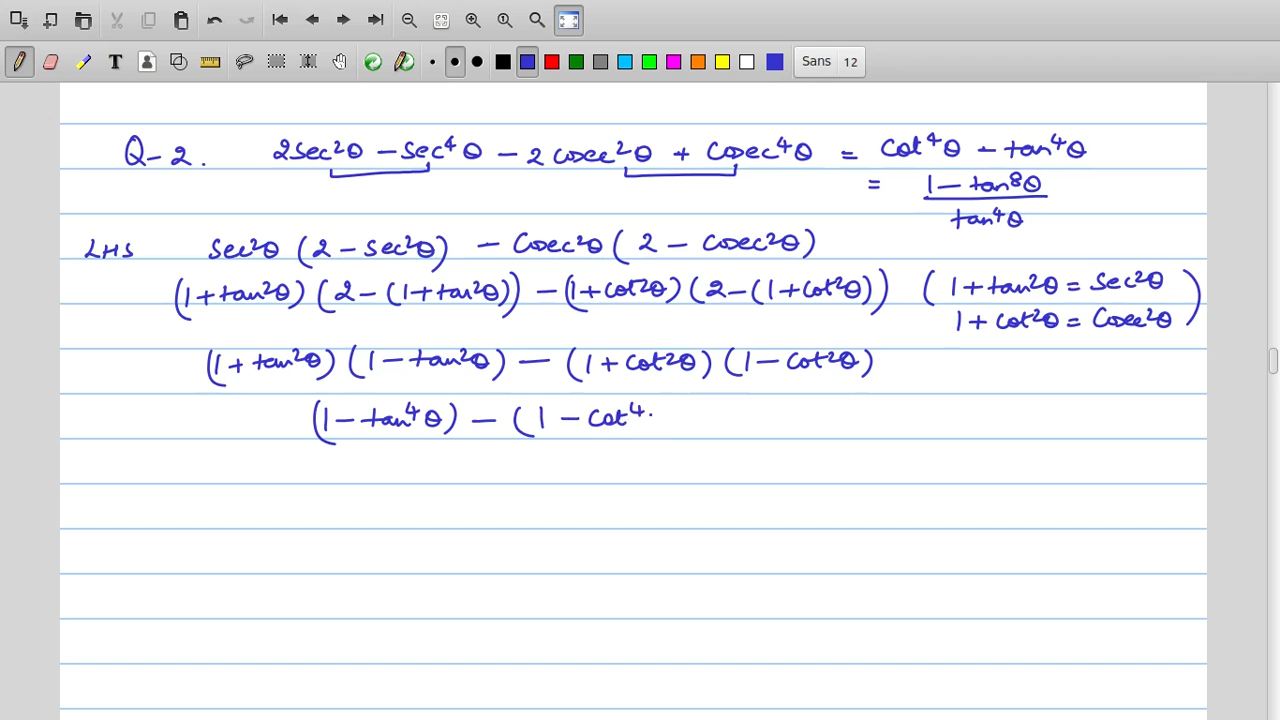 Sans 12
Q-2. 2sec²θ - sec⁴θ - 2cosec²θ + cosec⁴θ = cot⁴θ - tan⁴θ
= (1 - tan⁸θ)/tan⁴θ
LHS sec²θ (2 - sec²θ) - cosec²θ (2 - cosec²θ)
(1+tan²θ) (2-(1+tan²θ)) - (1+cot²θ) (2-(1+cot²θ)) (1+tan²θ = sec²θ
1+cot²θ = cosec²θ)
(1+tan²θ) (1-tan²θ) - (1+cot²θ) (1-cot²θ)
(1-tan⁴θ) - (1-cot⁴